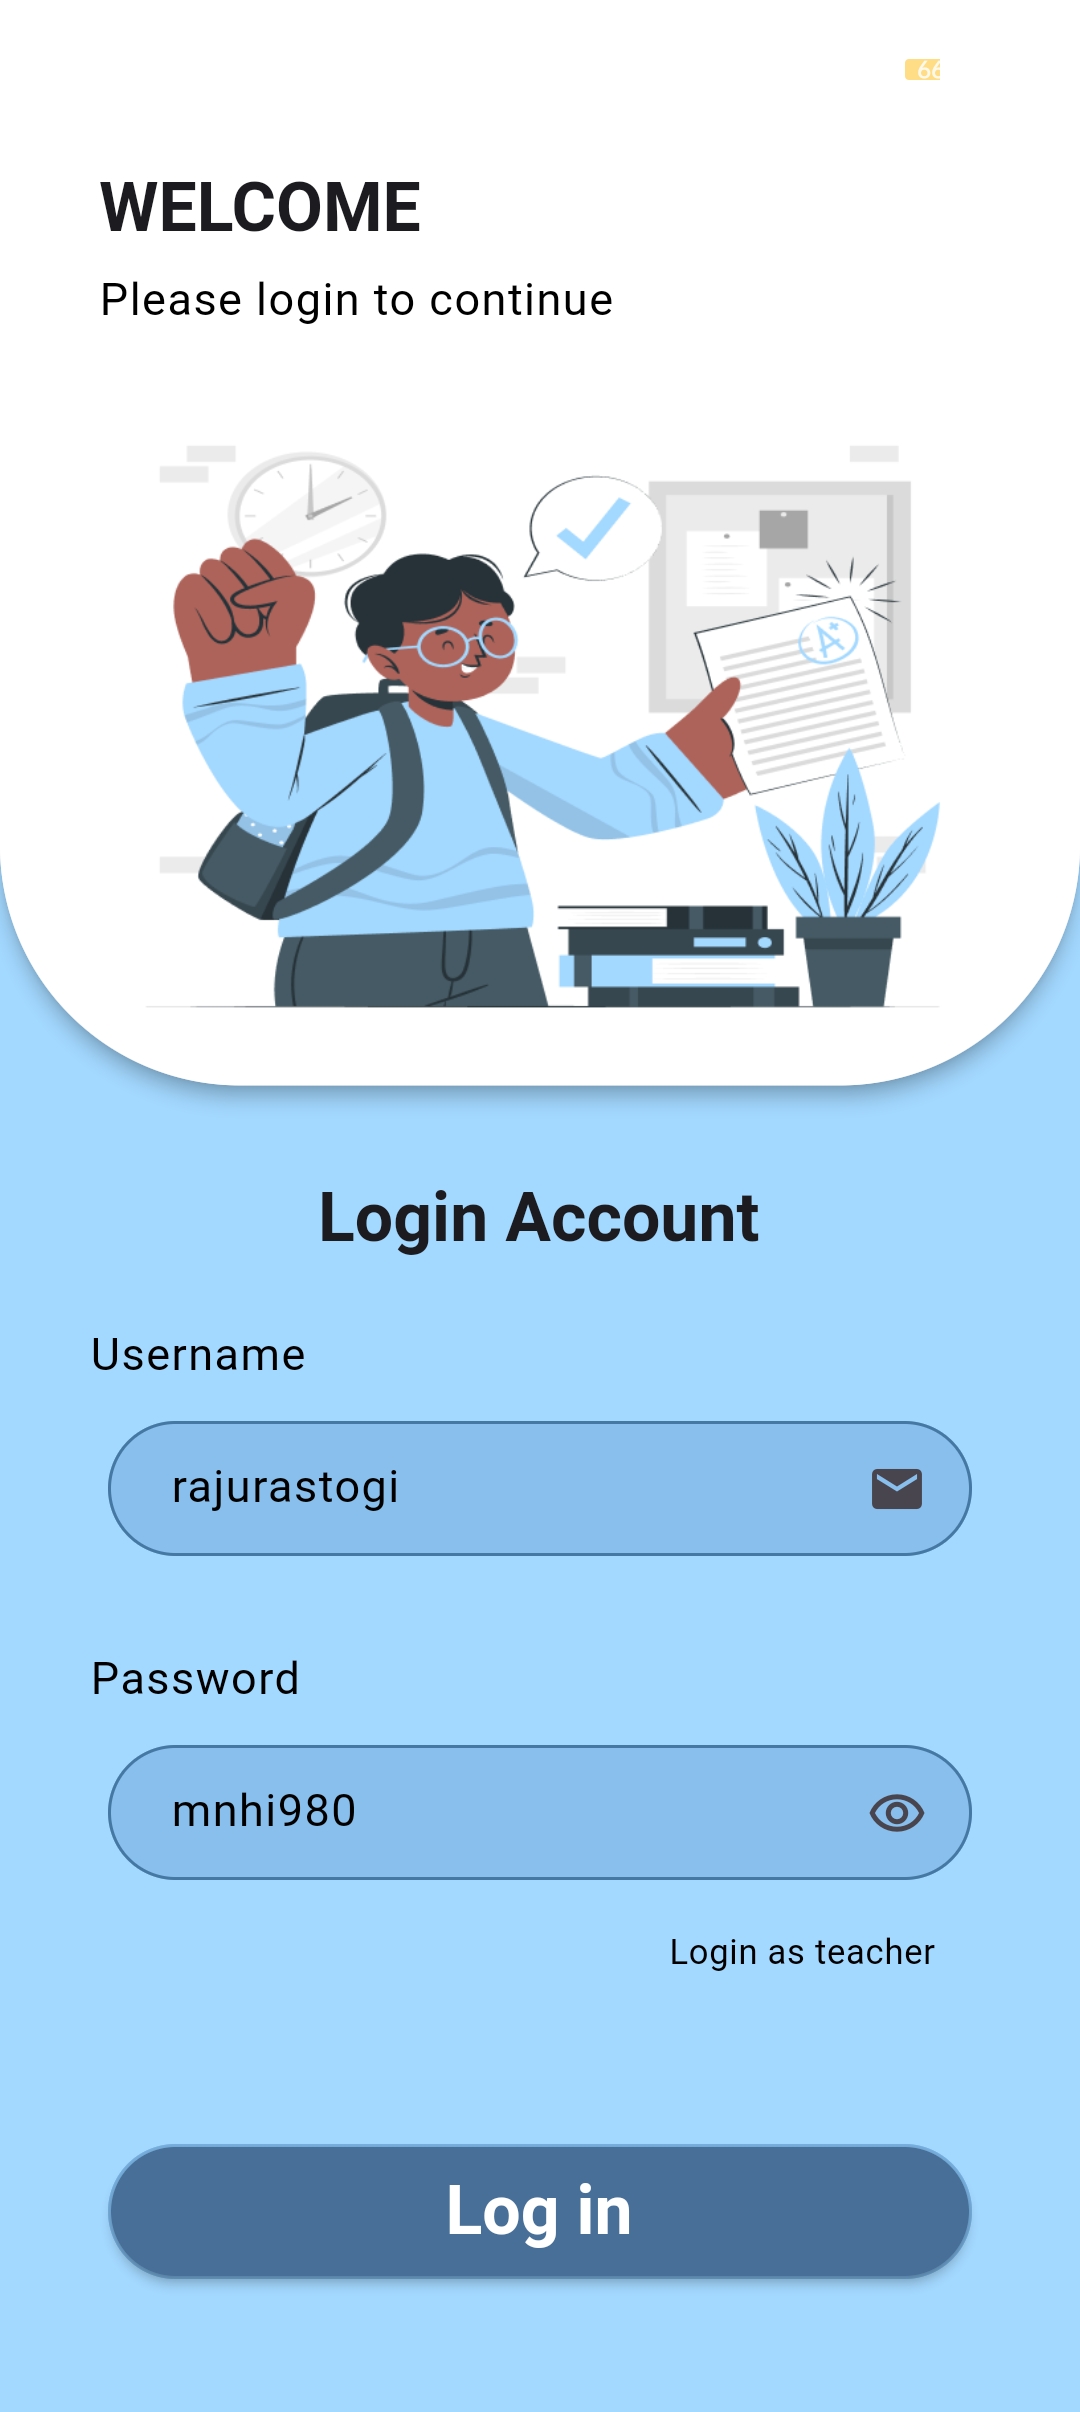 66
WELCOME
Please login to continue
A+
Login Account
Username
rajurastogi
Password
mnhi980
Login as teacher
Log in